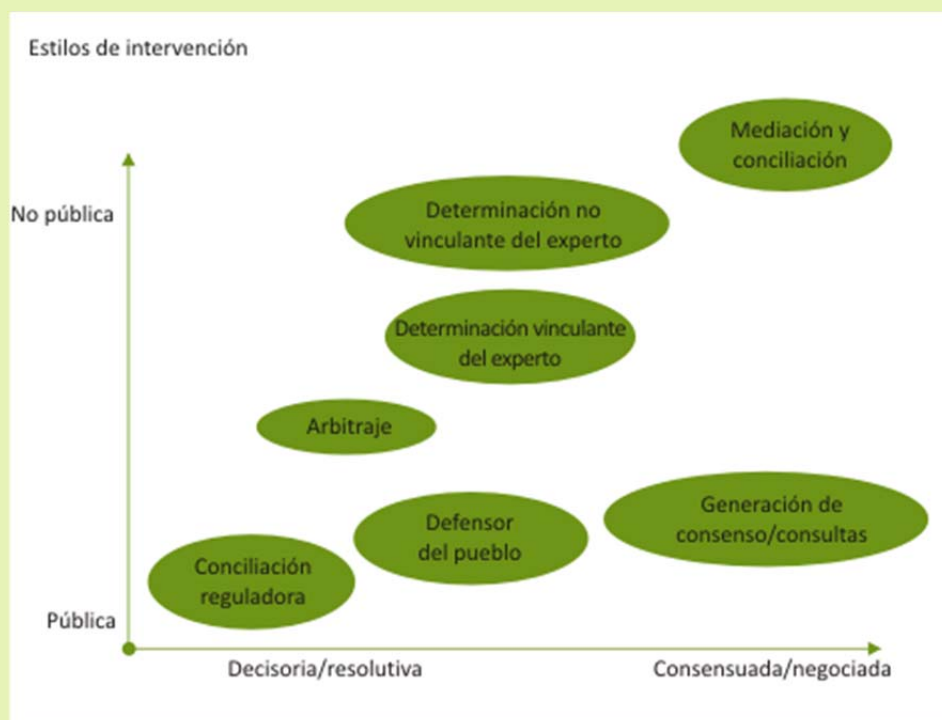 Estilos de intervención
Mediación y
conciliación
No pública
Determinación no
vinculante del experto
Determinación vinculante
del experto
Arbitraje
Generación de
consenso/consultas
Defensor
del pueblo
Conciliación
reguladora
Pública
Decisoria/resolutiva
Consensuada/negociada